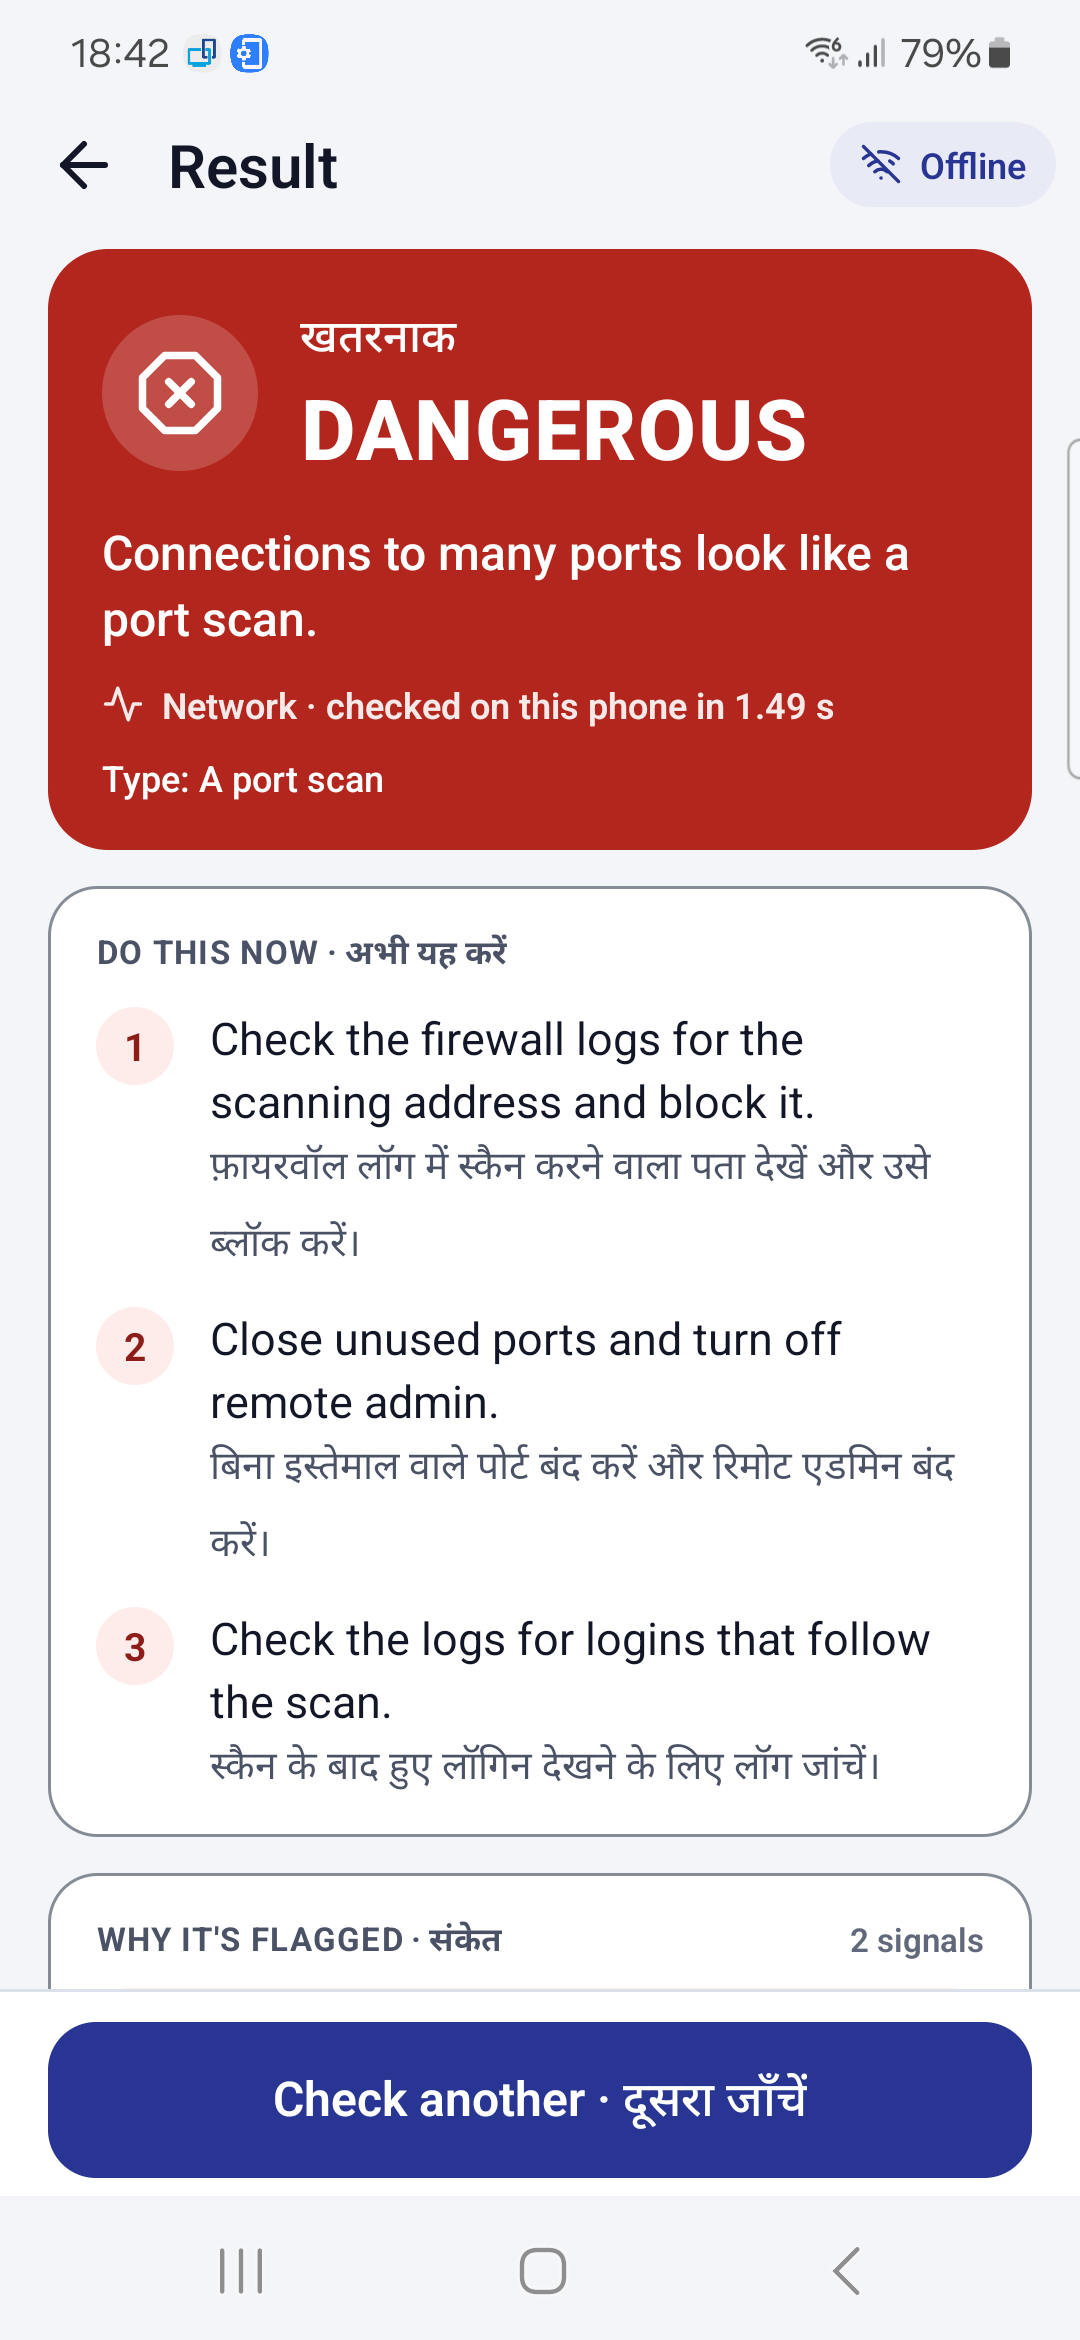 18:42
79%
Result
Offline
खतरनाक
DANGEROUS
Connections to many ports look like a
port scan.
Network · checked on this phone in 1.49 s
Type: A port scan
DO THIS NOW · अभी यह करें
1
Check the firewall logs for the
scanning address and block it.
फ़ायरवॉल लॉग में स्कैन करने वाला पता देखें और उसे
ब्लॉक करें।
2
Close unused ports and turn off
remote admin.
बिना इस्तेमाल वाले पोर्ट बंद करें और रिमोट एडमिन बंद
करें।
3
Check the logs for logins that follow
the scan.
स्कैन के बाद हुए लॉगिन देखने के लिए लॉग जांचें।
WHY IT'S FLAGGED · संकेत
2 signals
Check another · दूसरा जाँचें